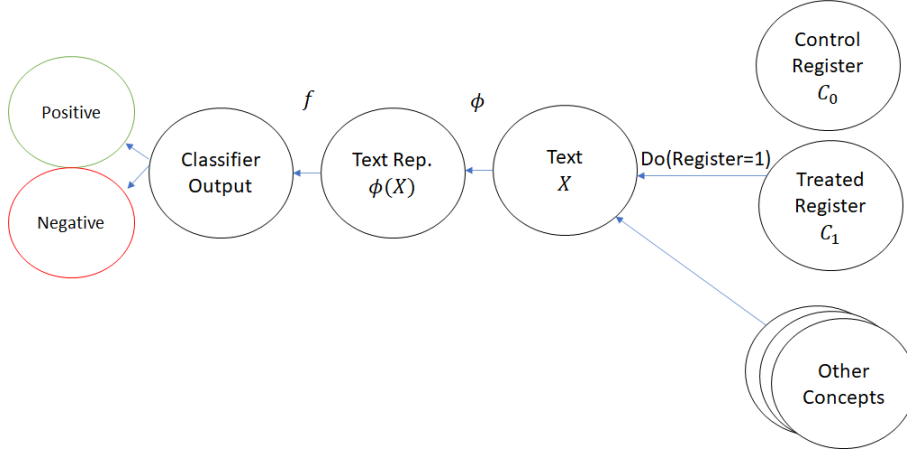 Positive
Negative
Classifier
Output
f
Text Rep.
ϕ(X)
ϕ
Text
X
Do(Register=1)
Control
Register
C₀
Treated
Register
C₁
Other
Concepts